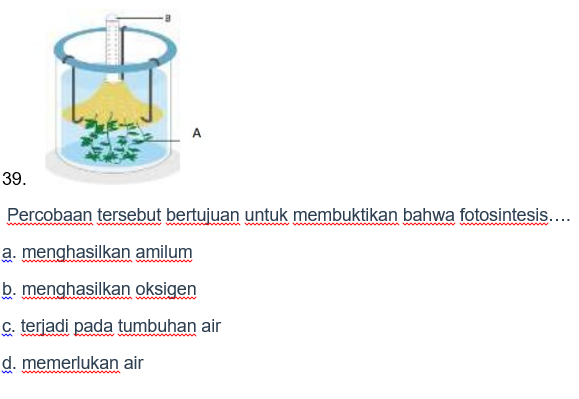 B
A
39.
Percobaan tersebut bertujuan untuk membuktikan bahwa fotosintesis....
a. menghasilkan amilum
b. menghasilkan oksigen
c. terjadi pada tumbuhan air
d. memerlukan air